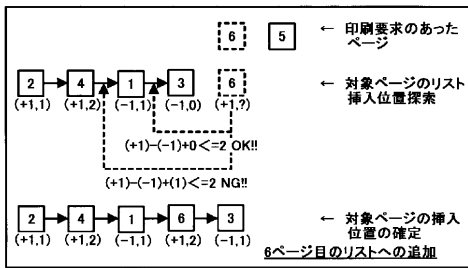 6 5 ← 印刷要求のあった
ページ
2 4 1 3 6 ← 対象ページのリスト
(+1,1) (+1,2) (-1,1) (-1,0) (+1,?) 挿入位置探索
(+1)-(-1)+0<=2 OK!!
(+1)-(-1)+(1)<=2 NG!!
2 4 1 6 3 ← 対象ページの挿入
(+1,1) (+1,2) (-1,1) (+1,2) (-1,1) 位置の確定
6ページ目のリストへの追加